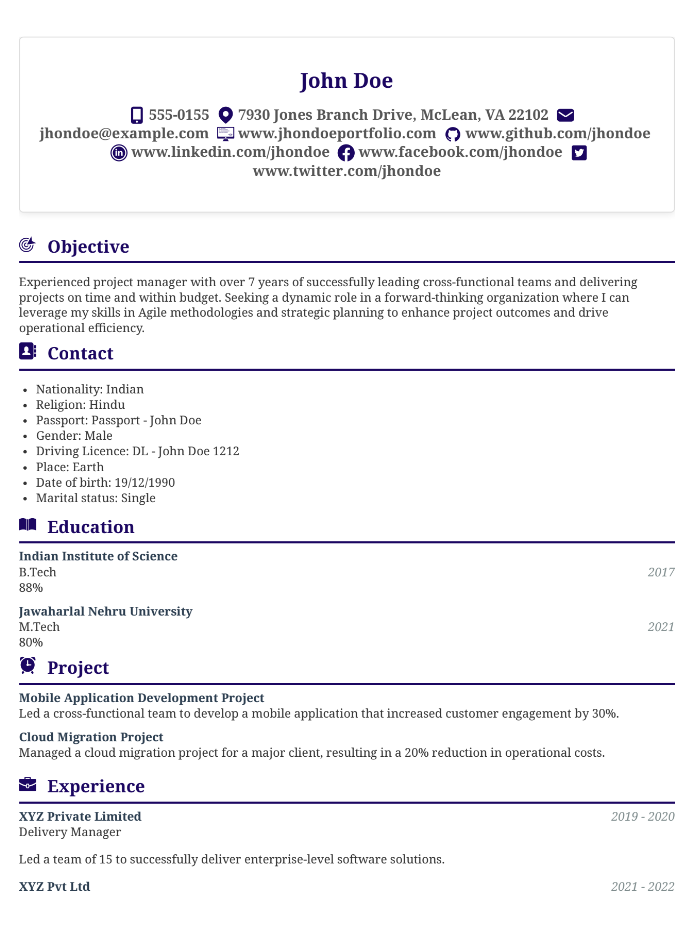 John Doe
555-0155 7930 Jones Branch Drive, McLean, VA 22102
jhondoe@example.com www.jhondoeportfolio.com www.github.com/jhondoe
www.linkedin.com/jhondoe www.facebook.com/jhondoe
www.twitter.com/jhondoe
Objective
Experienced project manager with over 7 years of successfully leading cross-functional teams and delivering
projects on time and within budget. Seeking a dynamic role in a forward-thinking organization where I can
leverage my skills in Agile methodologies and strategic planning to enhance project outcomes and drive
operational efficiency.
Contact
• Nationality: Indian
• Religion: Hindu
• Passport: Passport - John Doe
• Gender: Male
• Driving Licence: DL - John Doe 1212
• Place: Earth
• Date of birth: 19/12/1990
• Marital status: Single
Education
Indian Institute of Science
B.Tech 2017
88%
Jawaharlal Nehru University
M.Tech 2021
80%
Project
Mobile Application Development Project
Led a cross-functional team to develop a mobile application that increased customer engagement by 30%.
Cloud Migration Project
Managed a cloud migration project for a major client, resulting in a 20% reduction in operational costs.
Experience
XYZ Private Limited 2019 - 2020
Delivery Manager
Led a team of 15 to successfully deliver enterprise-level software solutions.
XYZ Pvt Ltd 2021 - 2022